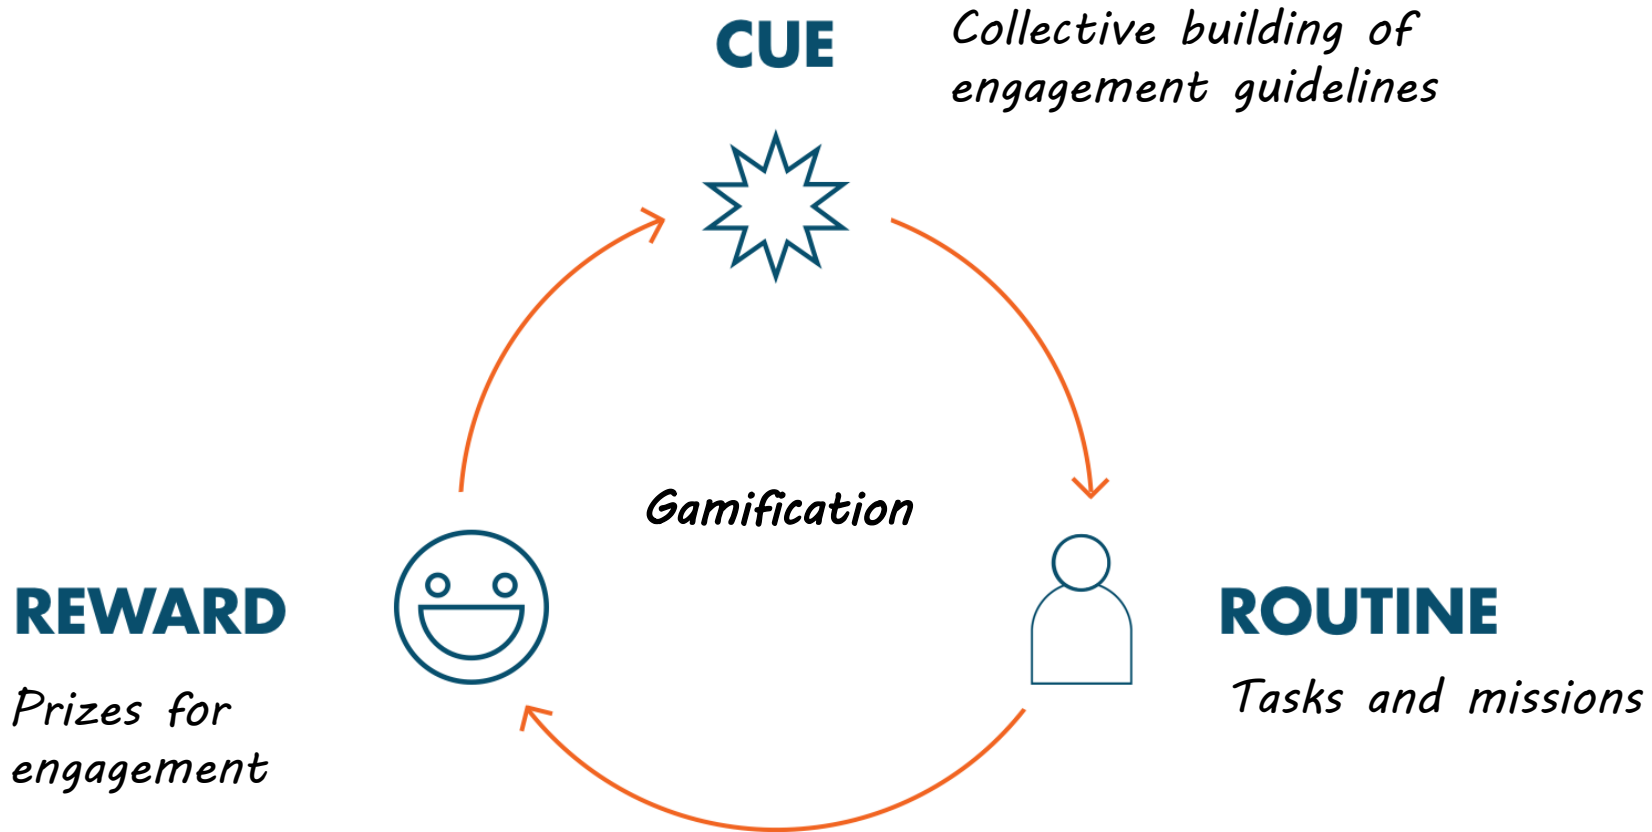 CUE
Collective building of
engagement guidelines
Gamification
REWARD
Prizes for
engagement
ROUTINE
Tasks and missions